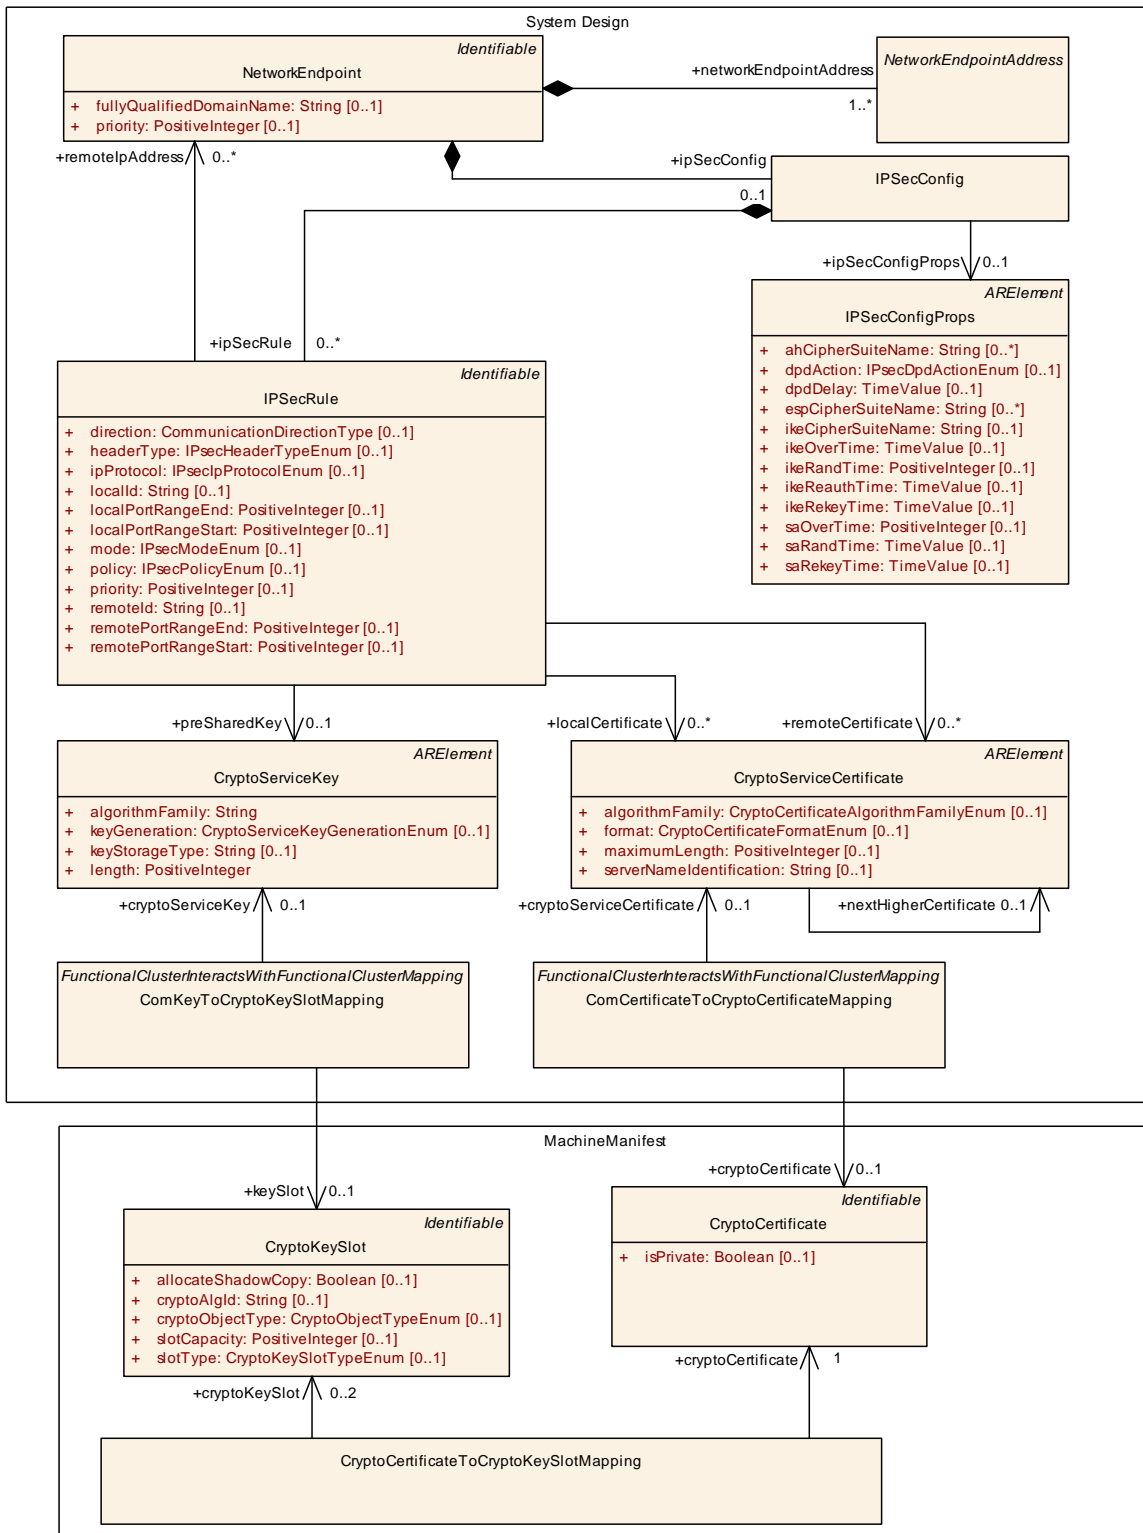 System Design
Identifiable
NetworkEndpoint
+ fullyQualifiedDomainName: String [0..1]
+ priority: PositiveInteger [0..1]
+networkEndpointAddress
1..*
NetworkEndpointAddress
+remoteIpAddress
0..*
+ipSecConfig
0..1
IPSecConfig
+ipSecConfigProps
0..1
ARElement
IPSecConfigProps
+ ahCipherSuiteName: String [0..*]
+ dpdAction: IPsecDpdActionEnum [0..1]
+ dpdDelay: TimeValue [0..1]
+ espCipherSuiteName: String [0..*]
+ ikeCipherSuiteName: String [0..1]
+ ikeOverTime: TimeValue [0..1]
+ ikeRandTime: PositiveInteger [0..1]
+ ikeReauthTime: TimeValue [0..1]
+ ikeRekeyTime: TimeValue [0..1]
+ saOverTime: PositiveInteger [0..1]
+ saRandTime: TimeValue [0..1]
+ saRekeyTime: TimeValue [0..1]
+ipSecRule
0..*
Identifiable
IPSecRule
+ direction: CommunicationDirectionType [0..1]
+ headerType: IPsecHeaderTypeEnum [0..1]
+ ipProtocol: IPsecIpProtocolEnum [0..1]
+ localId: String [0..1]
+ localPortRangeEnd: PositiveInteger [0..1]
+ localPortRangeStart: PositiveInteger [0..1]
+ mode: IPsecModeEnum [0..1]
+ policy: IPsecPolicyEnum [0..1]
+ priority: PositiveInteger [0..1]
+ remoteId: String [0..1]
+ remotePortRangeEnd: PositiveInteger [0..1]
+ remotePortRangeStart: PositiveInteger [0..1]
+preSharedKey
0..1
+localCertificate
0..*
+remoteCertificate
0..*
ARElement
CryptoServiceKey
+ algorithmFamily: String
+ keyGeneration: CryptoServiceKeyGenerationEnum [0..1]
+ keyStorageType: String [0..1]
+ length: PositiveInteger
ARElement
CryptoServiceCertificate
+ algorithmFamily: CryptoCertificateAlgorithmFamilyEnum [0..1]
+ format: CryptoCertificateFormatEnum [0..1]
+ maximumLength: PositiveInteger [0..1]
+ serverNameIdentification: String [0..1]
+cryptoServiceKey
0..1
+cryptoServiceCertificate
0..1
+nextHigherCertificate 0..1
FunctionalClusterInteractsWithFunctionalClusterMapping
ComKeyToCryptoKeySlotMapping
FunctionalClusterInteractsWithFunctionalClusterMapping
ComCertificateToCryptoCertificateMapping
MachineManifest
+keySlot
0..1
+cryptoCertificate
0..1
Identifiable
CryptoKeySlot
+ allocateShadowCopy: Boolean [0..1]
+ cryptoAlgId: String [0..1]
+ cryptoObjectType: CryptoObjectTypeEnum [0..1]
+ slotCapacity: PositiveInteger [0..1]
+ slotType: CryptoKeySlotTypeEnum [0..1]
Identifiable
CryptoCertificate
+ isPrivate: Boolean [0..1]
+cryptoKeySlot
0..2
+cryptoCertificate
1
CryptoCertificateToCryptoKeySlotMapping